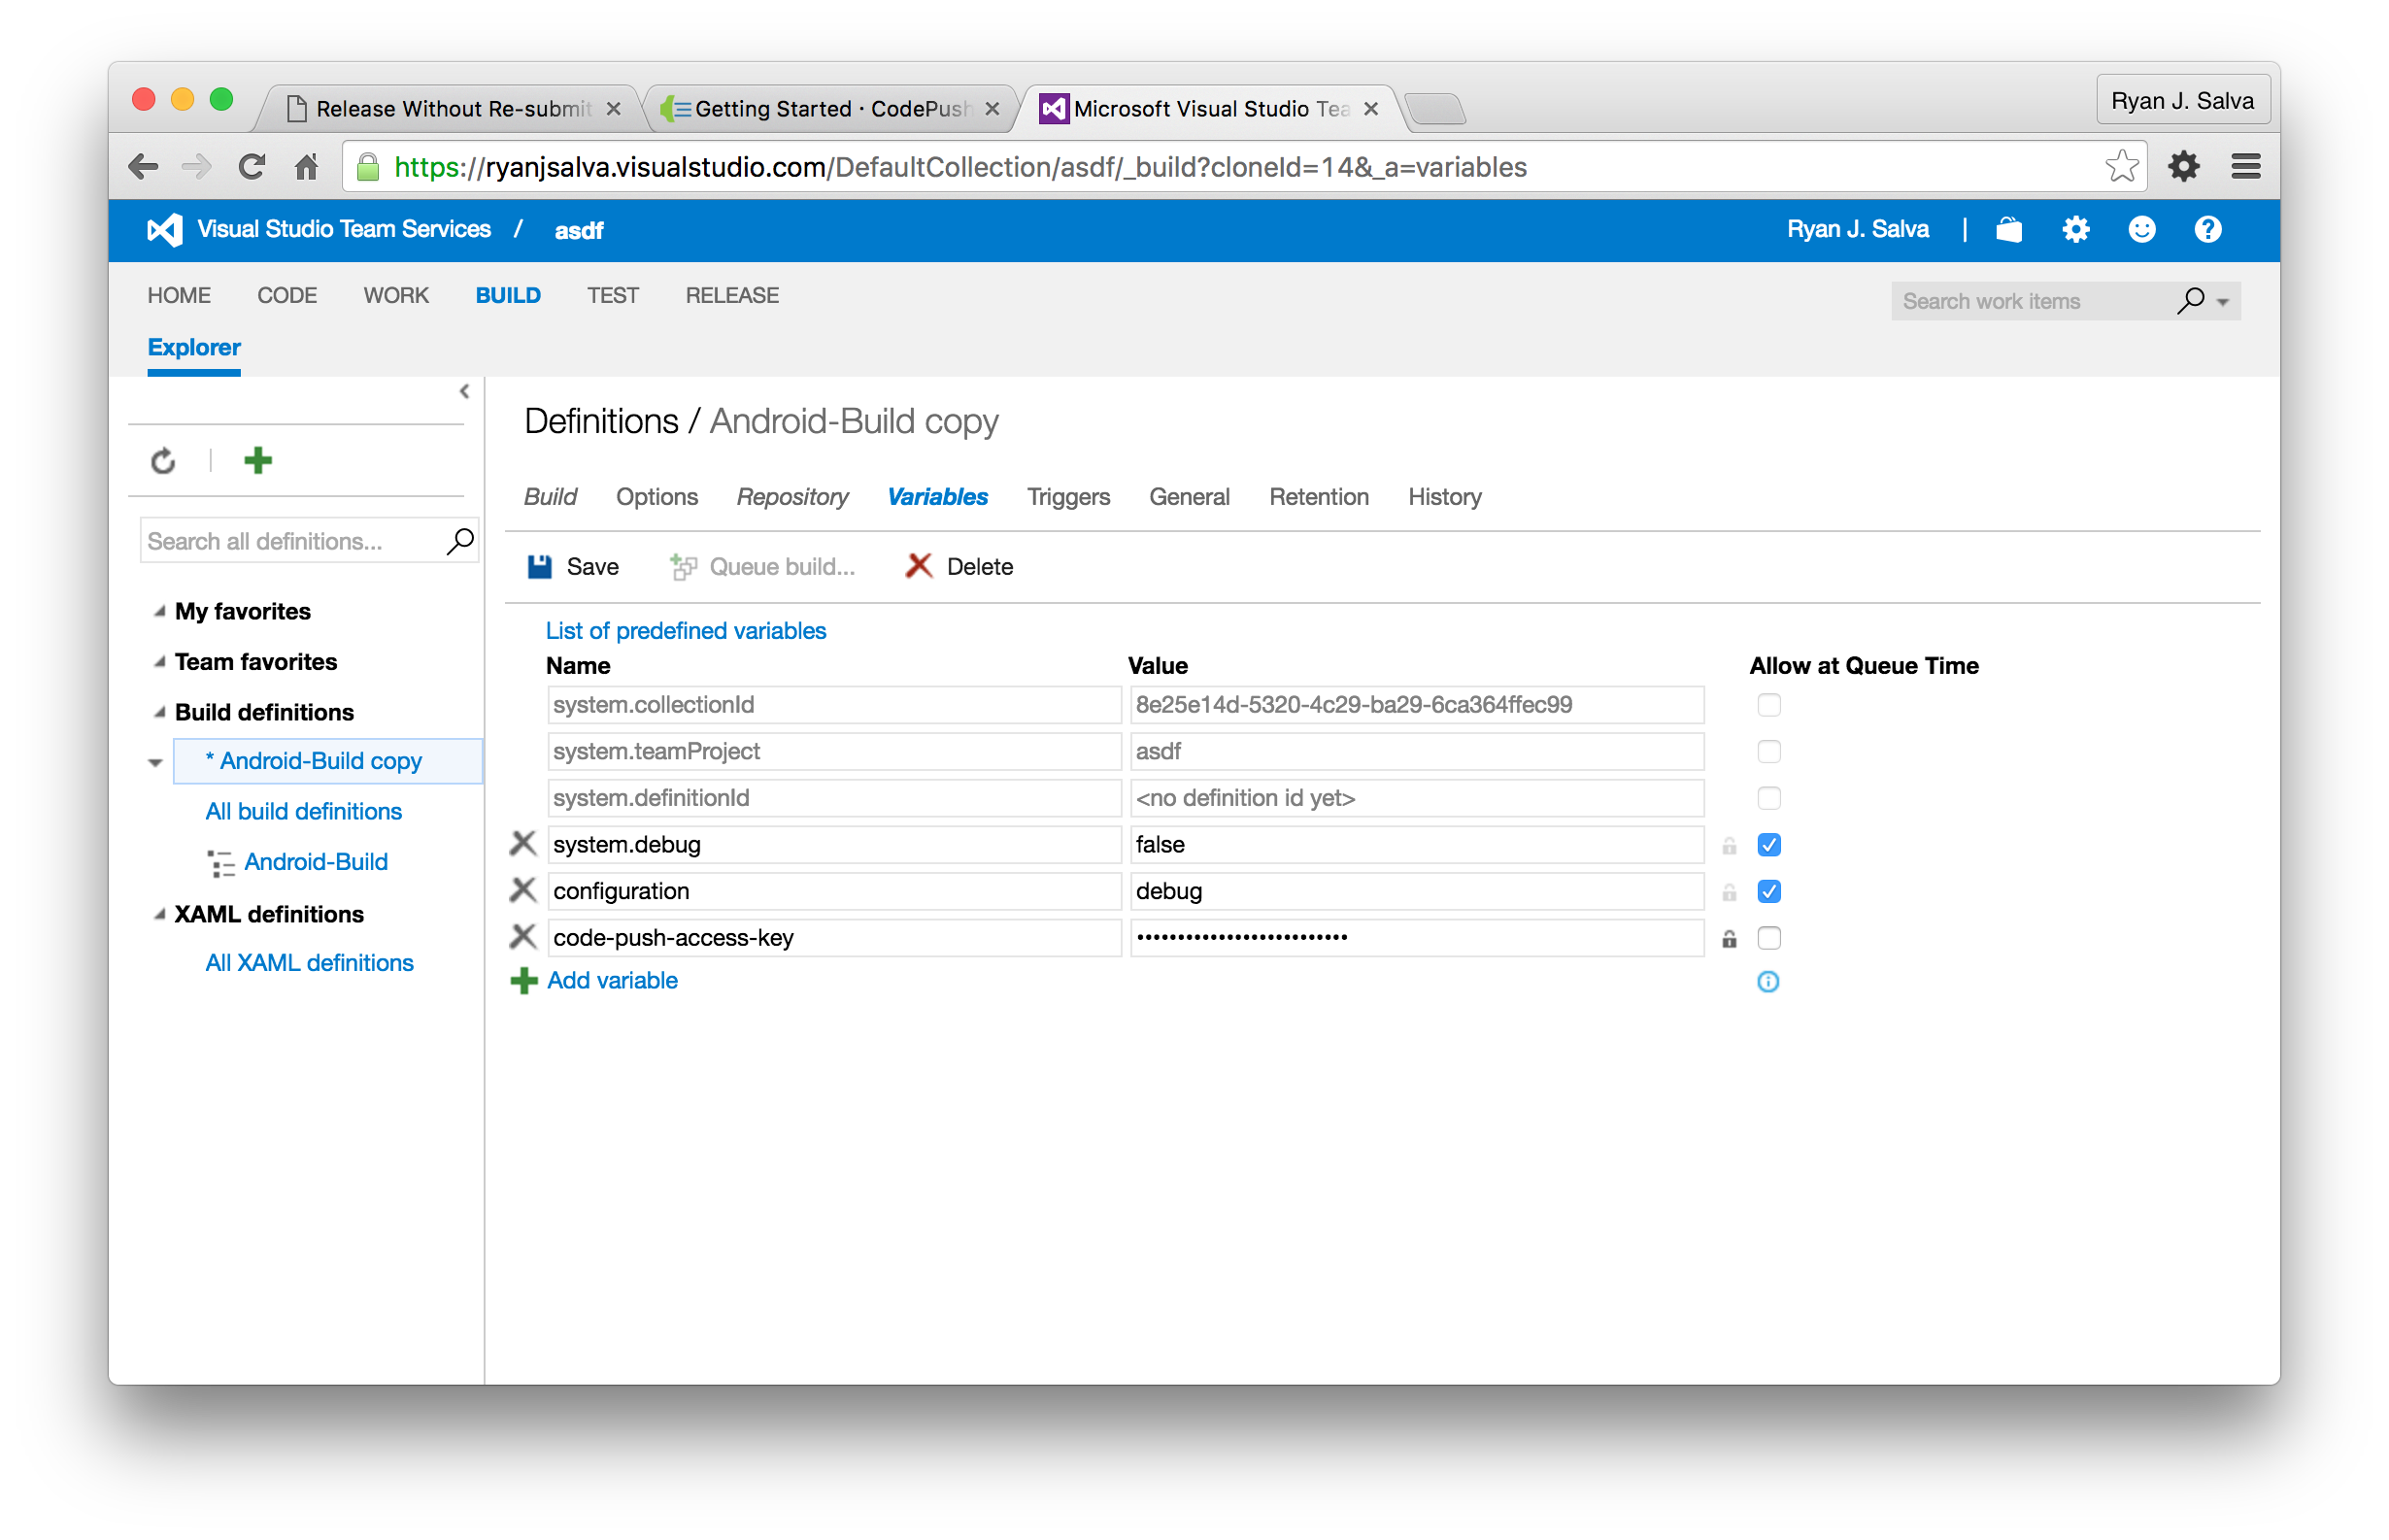 Release Without Re-submit
Getting Started · CodePush
Microsoft Visual Studio Tea
Ryan J. Salva
https://ryanjsalva.visualstudio.com/DefaultCollection/asdf/_build?cloneId=14&_a=variables
Visual Studio Team Services / asdf
Ryan J. Salva |
HOME CODE WORK BUILD TEST RELEASE
Search work items
Explorer
Definitions / Android-Build copy
Build Options Repository Variables Triggers General Retention History
Search all definitions...
Save Queue build... Delete
My favorites
Team favorites
Build definitions
* Android-Build copy
All build definitions
Android-Build
XAML definitions
All XAML definitions
List of predefined variables
Name Value Allow at Queue Time
system.collectionId 8e25e14d-5320-4c29-ba29-6ca364ffec99
system.teamProject asdf
system.definitionId <no definition id yet>
system.debug false
configuration debug
code-push-access-key ••••••••••••••••••••••••••
Add variable